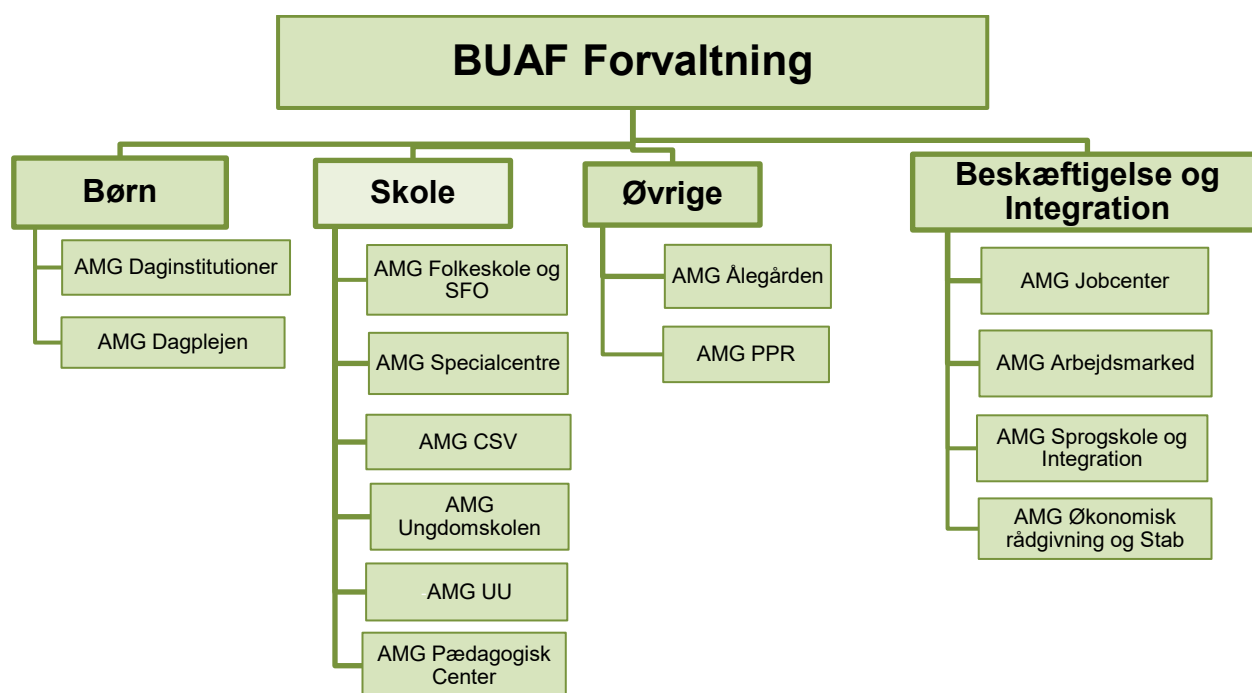 BUAF Forvaltning
Børn
AMG Daginstitutioner
AMG Dagplejen
Skole
AMG Folkeskole og
SFO
AMG Specialcentre
AMG CSV
AMG
Ungdomskolen
AMG UU
AMG Pædagogisk
Center
Øvrige
AMG Ålegården
AMG PPR
Beskæftigelse og
Integration
AMG Jobcenter
AMG Arbejdsmarked
AMG Sprogskole og
Integration
AMG Økonomisk
rådgivning og Stab